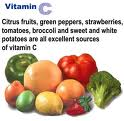 Vitamin C
Citrus fruits, green peppers, strawberries,
tomatoes, broccoli and sweet and white
potatoes are all excellent sources
of vitamin C